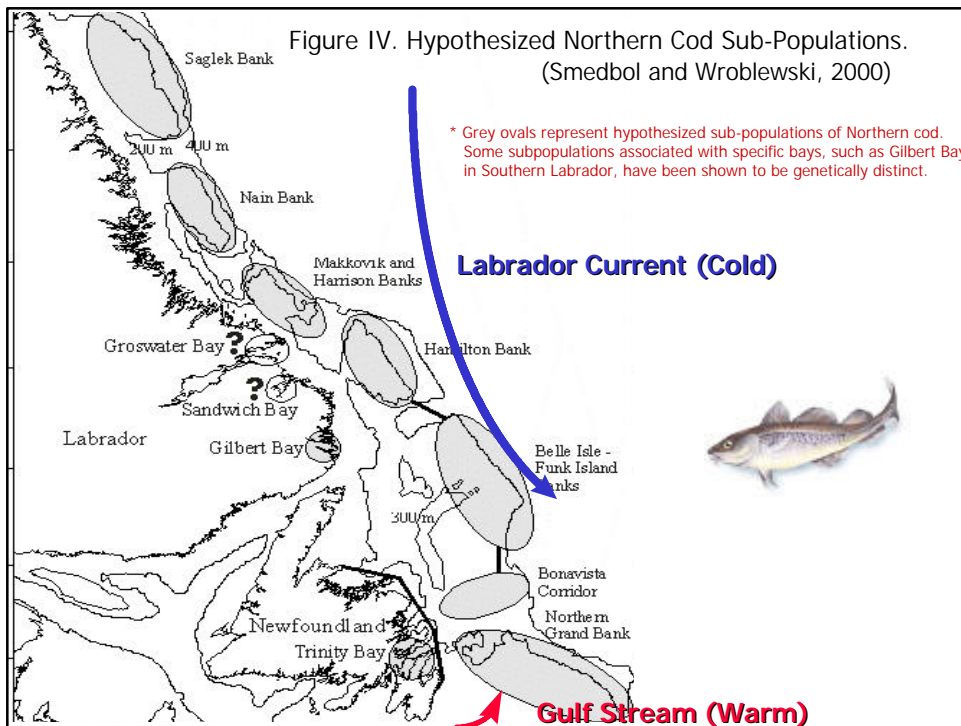 Figure IV. Hypothesized Northern Cod Sub-Populations.
(Smedbol and Wroblewski, 2000)
* Grey ovals represent hypothesized sub-populations of Northern cod.
Some subpopulations associated with specific bays, such as Gilbert Bay
in Southern Labrador, have been shown to be genetically distinct.
Saglek Bank
200 m
400 m
Nain Bank
Makkovik and
Harrison Banks
Labrador Current (Cold)
Groswater Bay ?
Hamilton Bank
?
Sandwich Bay
Labrador
Gilbert Bay
Belle Isle -
Funk Island
Banks
300 m
Bonavista
Corridor
Northern
Grand Bank
Newfoundland
Trinity Bay
Gulf Stream (Warm)